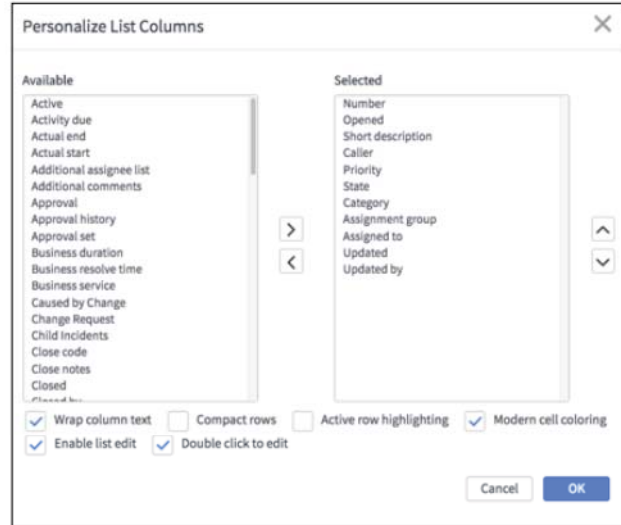 Personalize List Columns
Available
Active
Activity due
Actual end
Actual start
Additional assignee list
Additional comments
Approval
Approval history
Approval set
Business duration
Business resolve time
Business service
Caused by Change
Change Request
Child Incidents
Close code
Close notes
Closed
Closed by
Selected
Number
Opened
Short description
Caller
Priority
State
Category
Assignment group
Assigned to
Updated
Updated by
Wrap column text Compact rows Active row highlighting Modern cell coloring
Enable list edit Double click to edit
Cancel OK